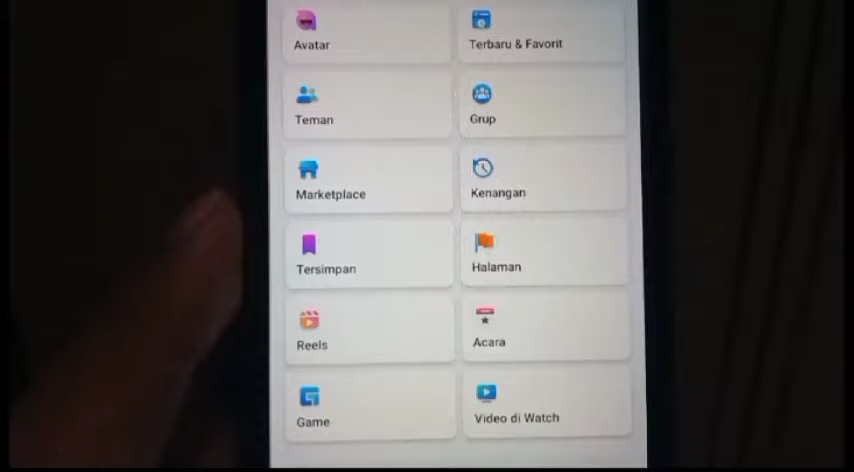 Avatar
Terbaru & Favorit
Teman
Grup
Marketplace
Kenangan
Tersimpan
Halaman
Reels
Acara
Game
Video di Watch